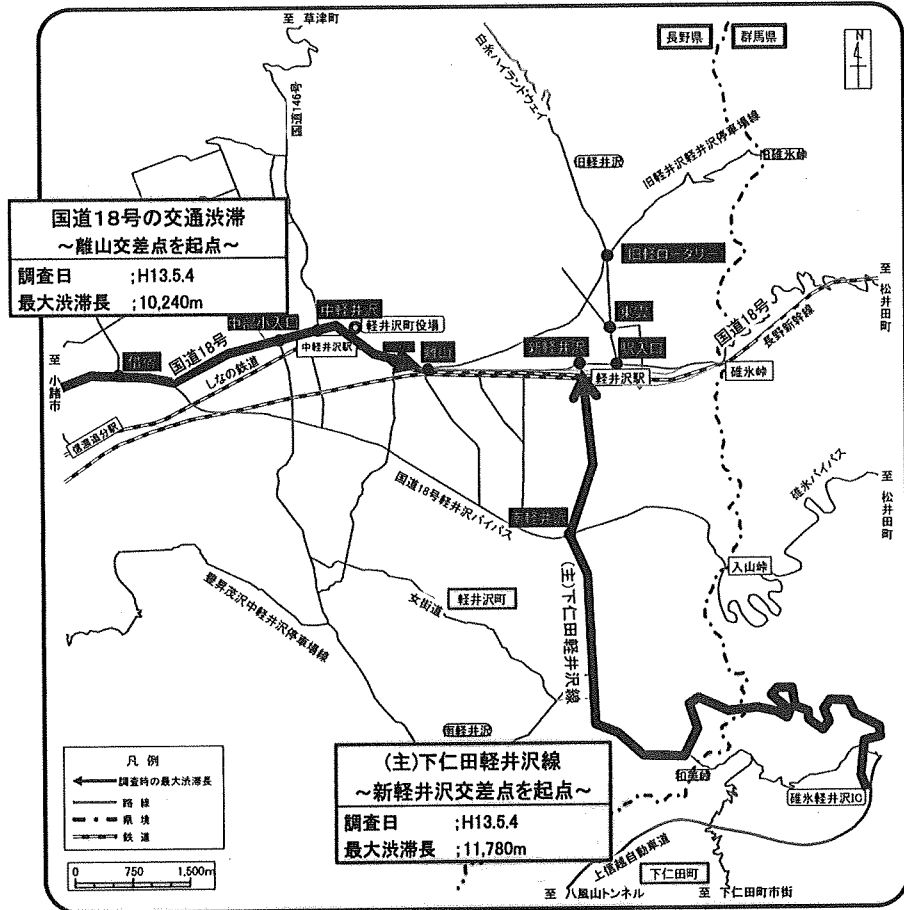 至 草津町
長野県
群馬県
N
白糸ハイランドウェイ
国道146号
旧軽井沢
旧軽井沢軽井沢停車場線
旧碓氷峠
国道18号の交通渋滞
～離山交差点を起点～
調査日 ;H13.5.4
最大渋滞長 ;10,240m
旧軽ロータリー
至 松井田町
中軽井沢
軽井沢町役場
国道18号
長野新幹線
至 小諸市
国道18号
中軽井沢駅
しなの鉄道
離山
新軽井沢
軽井沢駅
碓氷峠
信濃追分駅
国道18号軽井沢バイパス
南軽井沢
碓氷バイパス
至 松井田町
入山峠
豊昇茂沢中軽井沢停車場線
女街道
軽井沢町
(主)下仁田軽井沢線
南軽井沢
(主)下仁田軽井沢線
～新軽井沢交差点を起点～
調査日 ;H13.5.4
最大渋滞長 ;11,780m
和美峠
碓氷軽井沢IC
凡例
調査時の最大渋滞長
路線
県境
鉄道
0 750 1,500m
上信越自動車道
下仁田町
至 八風山トンネル
至 下仁田町市街